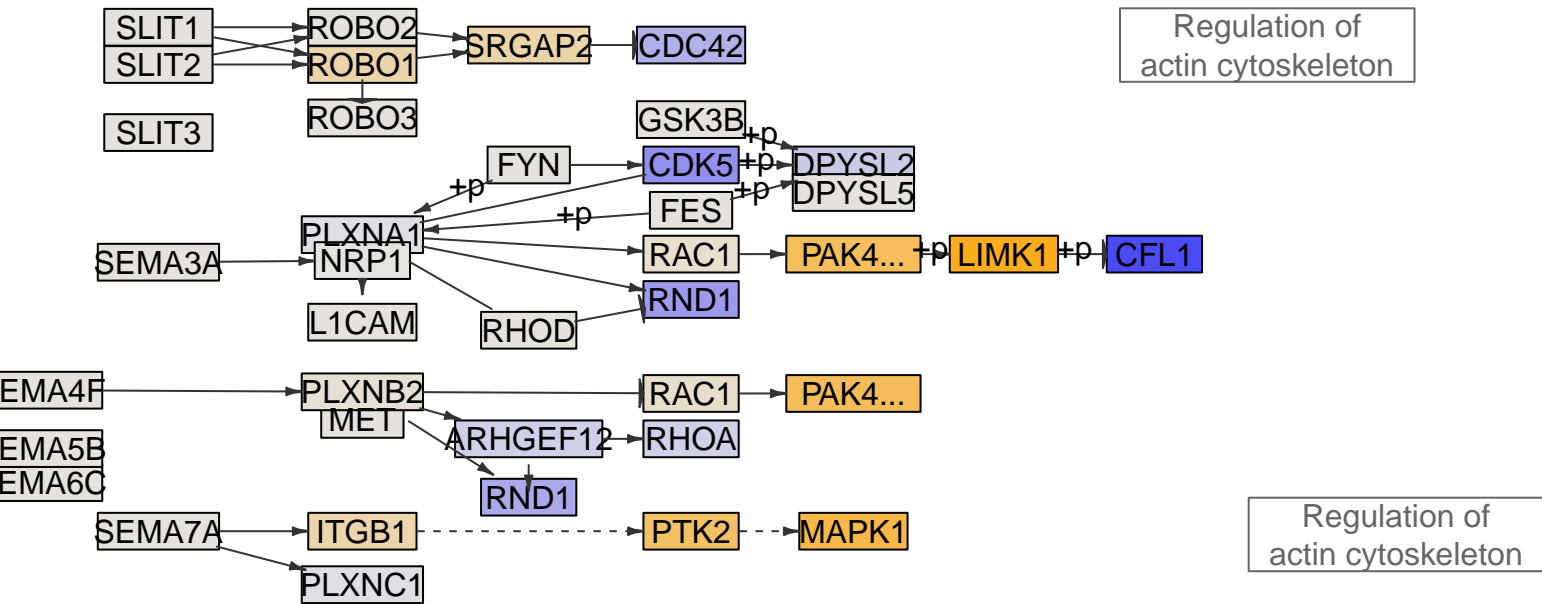 SLIT1
ROBO2
SRGAP2
CDC42
Regulation of
actin cytoskeleton
SLIT2
ROBO1
SLIT3
ROBO3
GSK3B
+p
FYN
CDK5
+p
DPYSL2
+p
+p
DPYSL5
PLXNA1
+p
FES
SEMA3A
NRP1
RAC1
PAK4...
+p
LIMK1
+p
CFL1
RND1
L1CAM
RHOD
EMA4F
PLXNB2
RAC1
PAK4...
MET
ARHGEF12
RHOA
EMA5B
EMA6C
RND1
SEMA7A
ITGB1
PTK2
MAPK1
Regulation of
actin cytoskeleton
PLXNC1